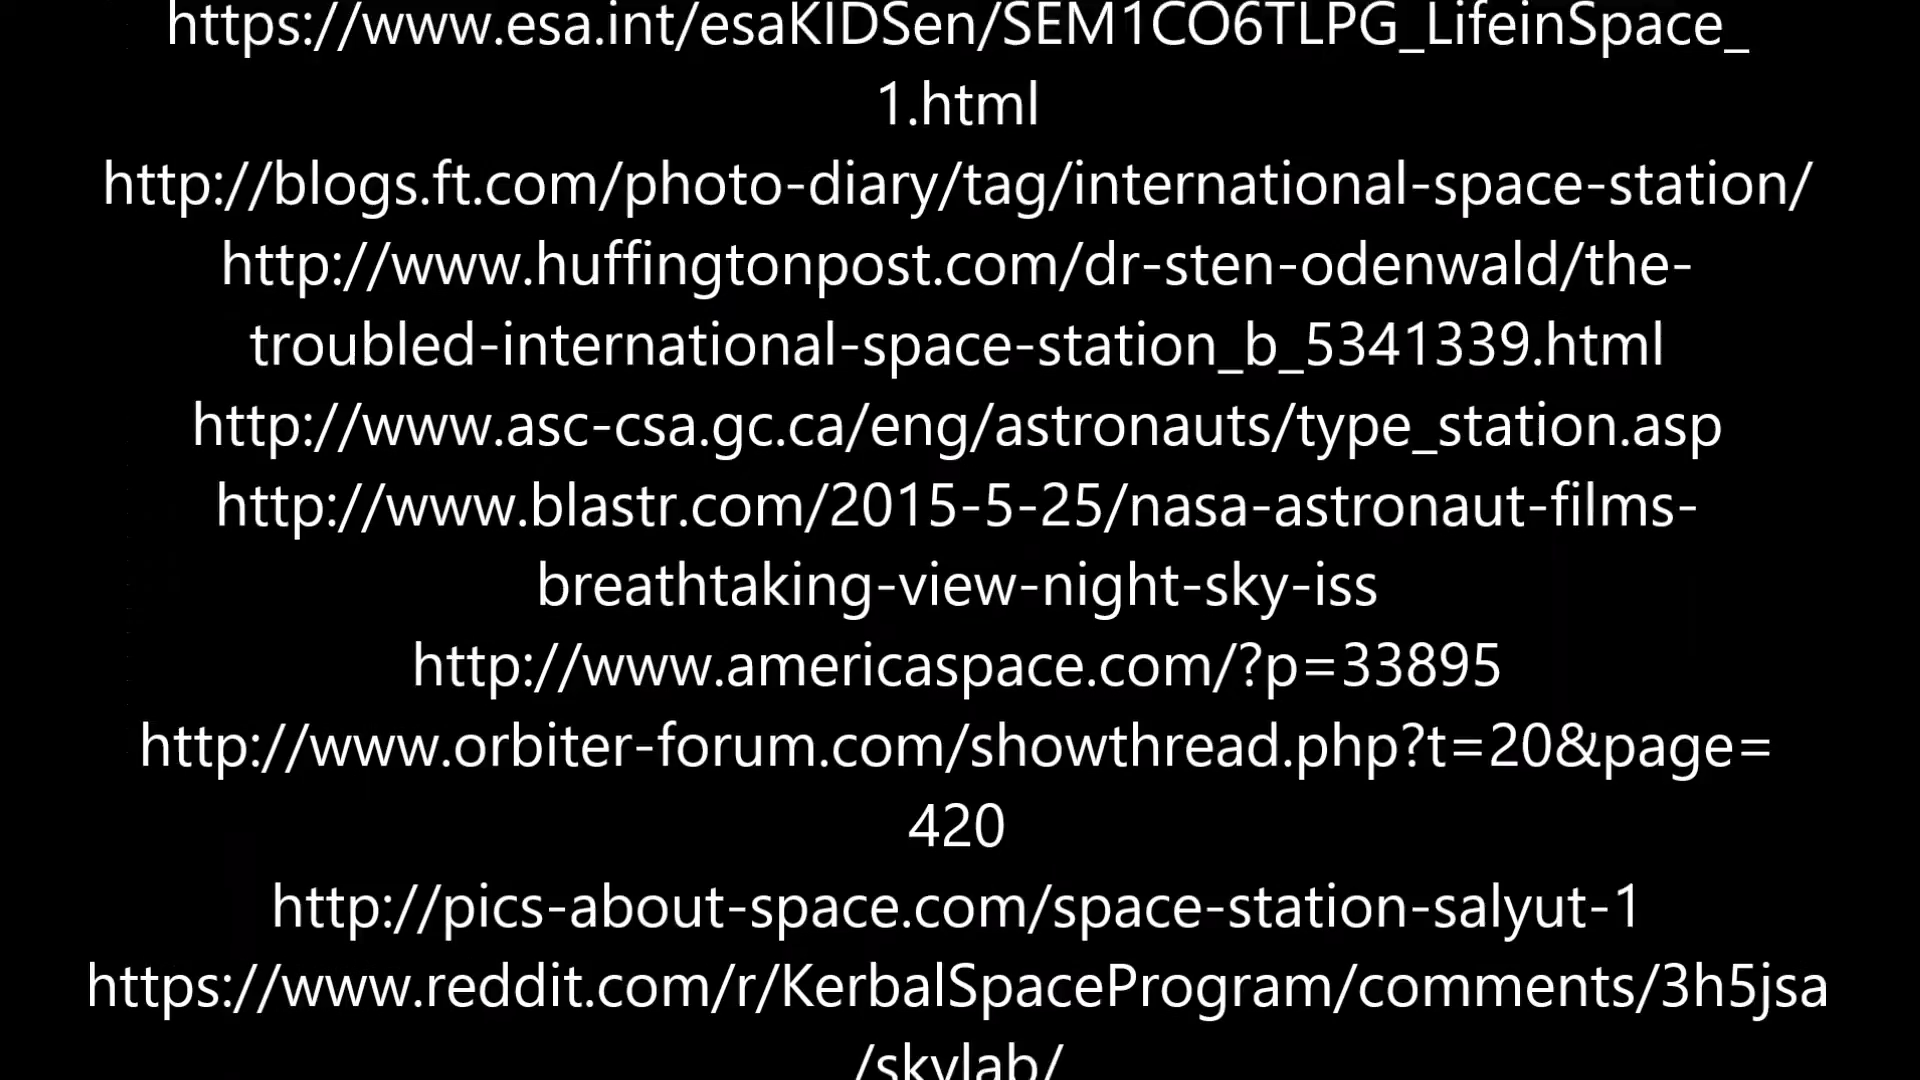 https://www.esa.int/esaKIDSen/SEM1CO6TLPG_LifeinSpace_
1.html
http://blogs.ft.com/photo-diary/tag/international-space-station/
http://www.huffingtonpost.com/dr-sten-odenwald/the-
troubled-international-space-station_b_5341339.html
http://www.asc-csa.gc.ca/eng/astronauts/type_station.asp
http://www.blastr.com/2015-5-25/nasa-astronaut-films-
breathtaking-view-night-sky-iss
http://www.americaspace.com/?p=33895
http://www.orbiter-forum.com/showthread.php?t=20&page=
420
http://pics-about-space.com/space-station-salyut-1
https://www.reddit.com/r/KerbalSpaceProgram/comments/3h5jsa
/skylab/